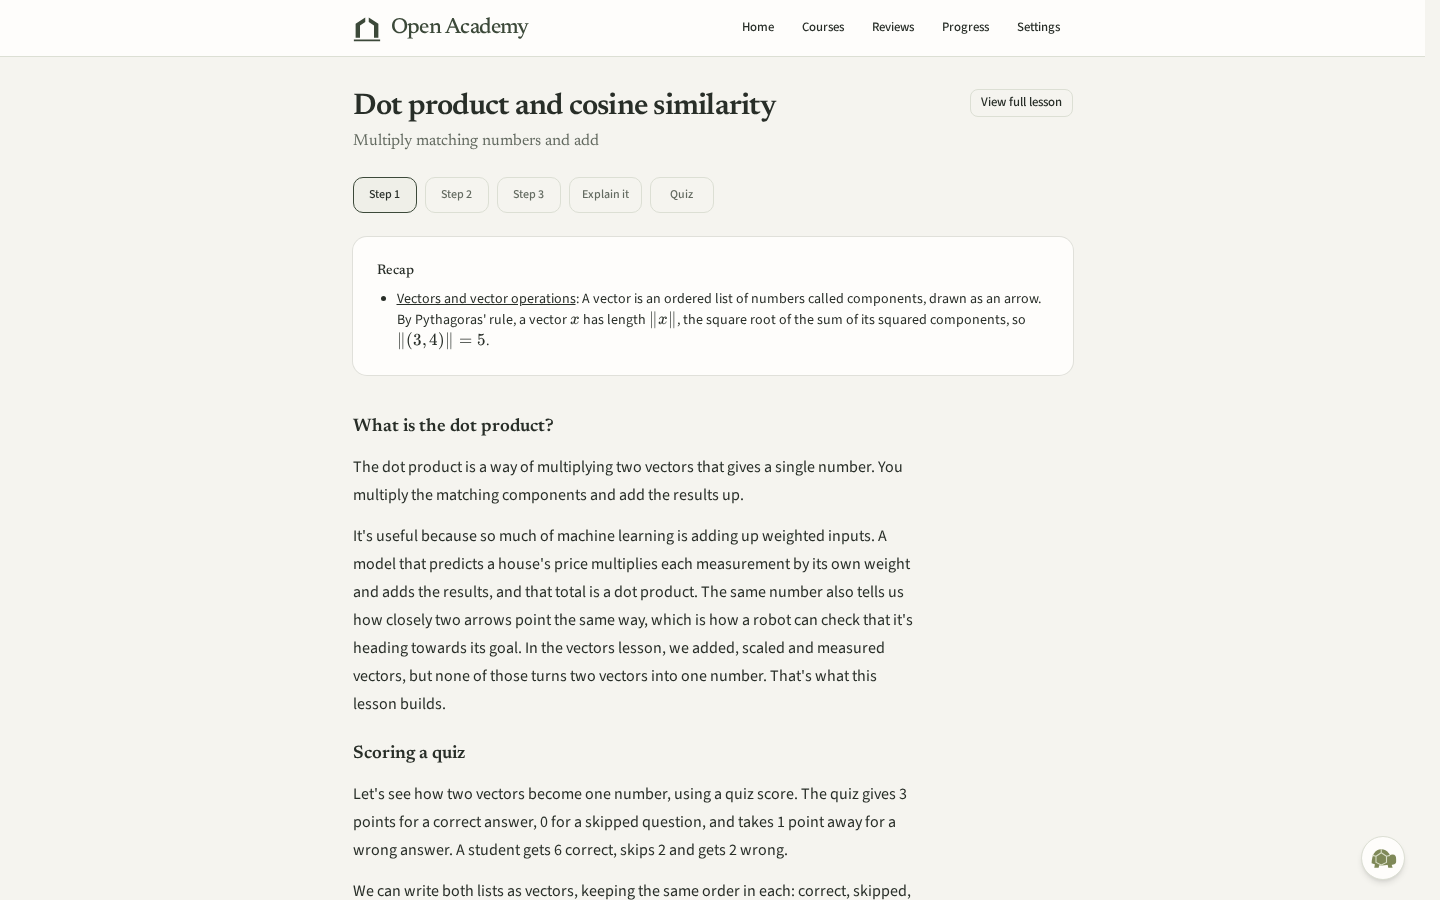 Open Academy
Home
Courses
Reviews
Progress
Settings
Dot product and cosine similarity
View full lesson
Multiply matching numbers and add
Step 1
Step 2
Step 3
Explain it
Quiz
Recap
• Vectors and vector operations: A vector is an ordered list of numbers called components, drawn as an arrow.
By Pythagoras' rule, a vector x has length ‖x‖, the square root of the sum of its squared components, so
‖(3, 4)‖ = 5.
What is the dot product?
The dot product is a way of multiplying two vectors that gives a single number. You
multiply the matching components and add the results up.
It's useful because so much of machine learning is adding up weighted inputs. A
model that predicts a house's price multiplies each measurement by its own weight
and adds the results, and that total is a dot product. The same number also tells us
how closely two arrows point the same way, which is how a robot can check that it's
heading towards its goal. In the vectors lesson, we added, scaled and measured
vectors, but none of those turns two vectors into one number. That's what this
lesson builds.
Scoring a quiz
Let's see how two vectors become one number, using a quiz score. The quiz gives 3
points for a correct answer, 0 for a skipped question, and takes 1 point away for a
wrong answer. A student gets 6 correct, skips 2 and gets 2 wrong.
We can write both lists as vectors, keeping the same order in each: correct, skipped,